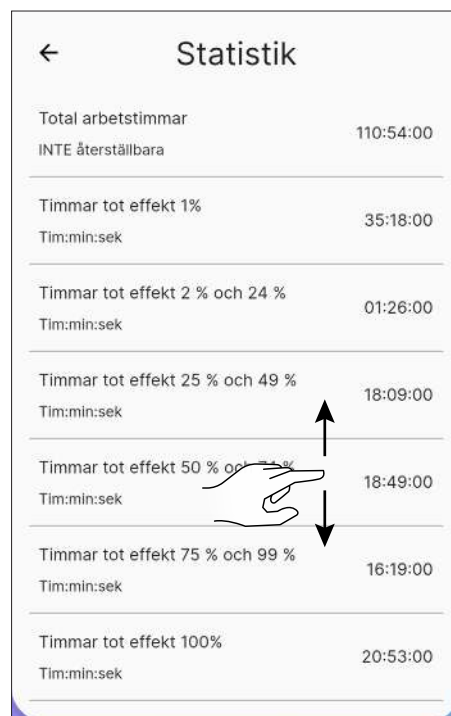 Statistik
Total arbetstimmar
110:54:00
INTE återställbara
Timmar tot effekt 1%
35:18:00
Tim:min:sek
Timmar tot effekt 2 % och 24 %
01:26:00
Tim:min:sek
Timmar tot effekt 25 % och 49 %
18:09:00
Tim:min:sek
Timmar tot effekt 50 % och 74 %
18:49:00
Tim:min:sek
Timmar tot effekt 75 % och 99 %
16:19:00
Tim:min:sek
Timmar tot effekt 100%
20:53:00
Tim:min:sek